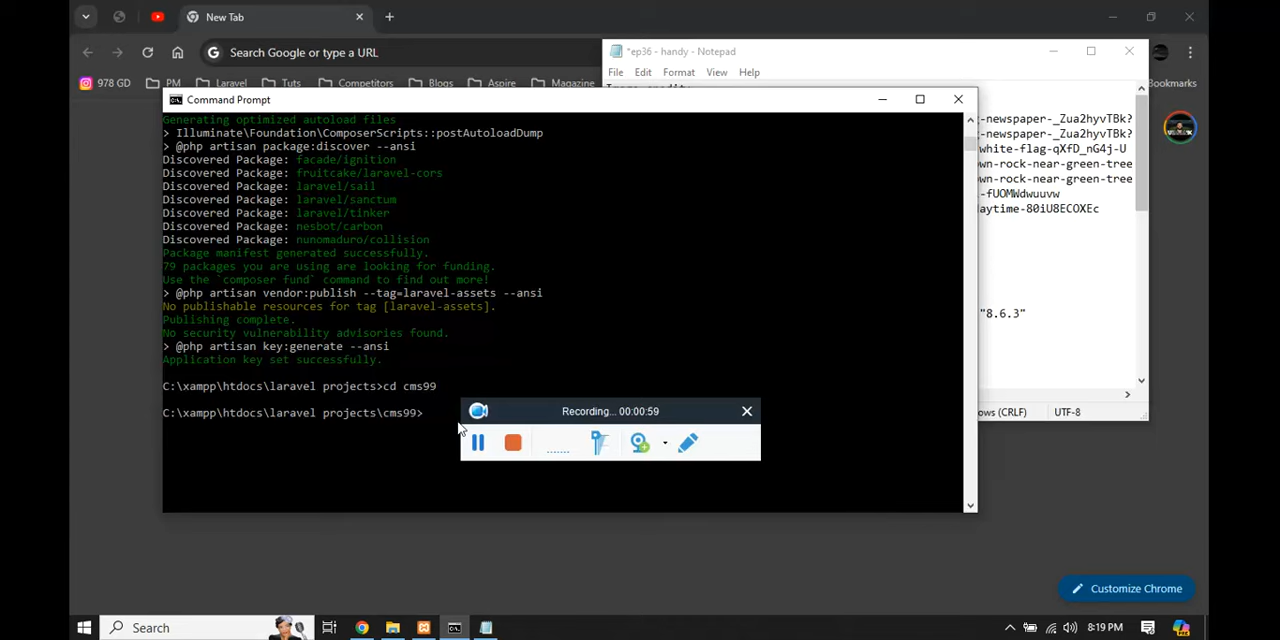 New Tab
Search Google or type a URL
978 GD
PM
Laravel
Tuts
Competitors
Blogs
Aspire
Magazine
Bookmarks
*ep36 - handy - Notepad
File Edit Format View Help
-newspaper-_Zua2hyvTBk?
-newspaper-_Zua2hyvTBk?
white-flag-qXfD_nG4j-U
wn-rock-near-green-tree
wn-rock-near-green-tree
-fUOMWdwuuvw
aytime-80iU8ECOXEc
"8.6.3"
ows (CRLF)
UTF-8
Command Prompt
Generating optimized autoload files
> Illuminate\Foundation\ComposerScripts::postAutoloadDump
> @php artisan package:discover --ansi
Discovered Package: facade/ignition
Discovered Package: fruitcake/laravel-cors
Discovered Package: laravel/sail
Discovered Package: laravel/sanctum
Discovered Package: laravel/tinker
Discovered Package: nesbot/carbon
Discovered Package: nunomaduro/collision
Package manifest generated successfully.
79 packages you are using are looking for funding.
Use the `composer fund` command to find out more!
> @php artisan vendor:publish --tag=laravel-assets --ansi
No publishable resources for tag [laravel-assets].
Publishing complete.
No security vulnerability advisories found.
> @php artisan key:generate --ansi
Application key set successfully.
C:\xampp\htdocs\laravel projects>cd cms99
C:\xampp\htdocs\laravel projects\cms99>
Recording... 00:00:59
Customize Chrome
Search
8:19 PM